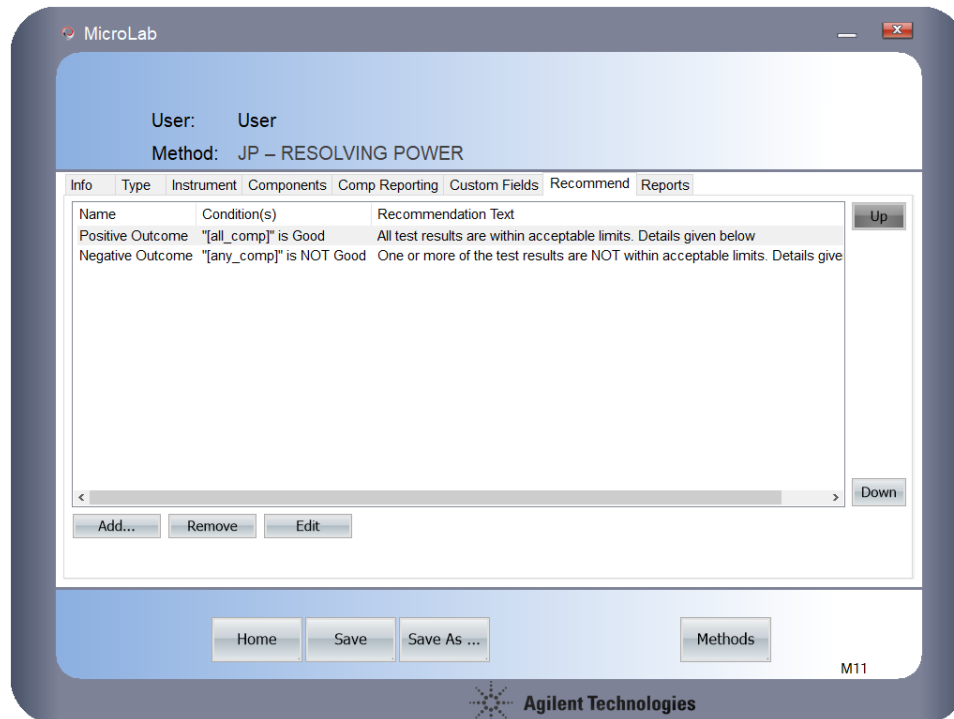 MicroLab
User: User
Method: JP – RESOLVING POWER
Info Type Instrument Components Comp Reporting Custom Fields Recommend Reports
Name Condition(s) Recommendation Text
Up
Positive Outcome "[all_comp]" is Good All test results are within acceptable limits. Details given below
Negative Outcome "[any_comp]" is NOT Good One or more of the test results are NOT within acceptable limits. Details give
Down
Add... Remove Edit
Home Save Save As ... Methods
M11
Agilent Technologies